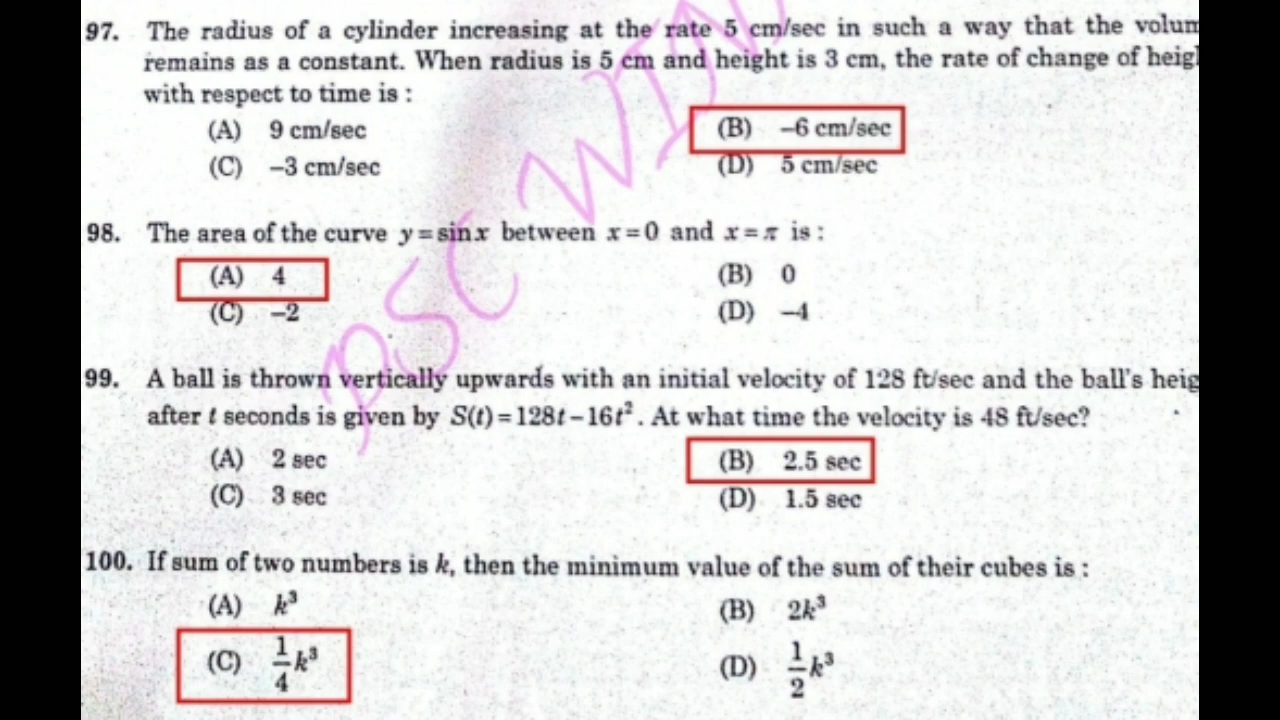 97. The radius of a cylinder increasing at the rate 5 cm/sec in such a way that the volum
remains as a constant. When radius is 5 cm and height is 3 cm, the rate of change of heigh
with respect to time is :
(A) 9 cm/sec (B) –6 cm/sec
(C) –3 cm/sec (D) 5 cm/sec
98. The area of the curve y = sin x between x = 0 and x = π is :
(A) 4 (B) 0
(C) –2 (D) –4
99. A ball is thrown vertically upwards with an initial velocity of 128 ft/sec and the ball's heig
after t seconds is given by S(t) = 128t – 16t². At what time the velocity is 48 ft/sec?
(A) 2 sec (B) 2.5 sec
(C) 3 sec (D) 1.5 sec
100. If sum of two numbers is k, then the minimum value of the sum of their cubes is :
(A) k³ (B) 2k³
(C) 1/4 k³ (D) 1/2 k³
PSC WIN